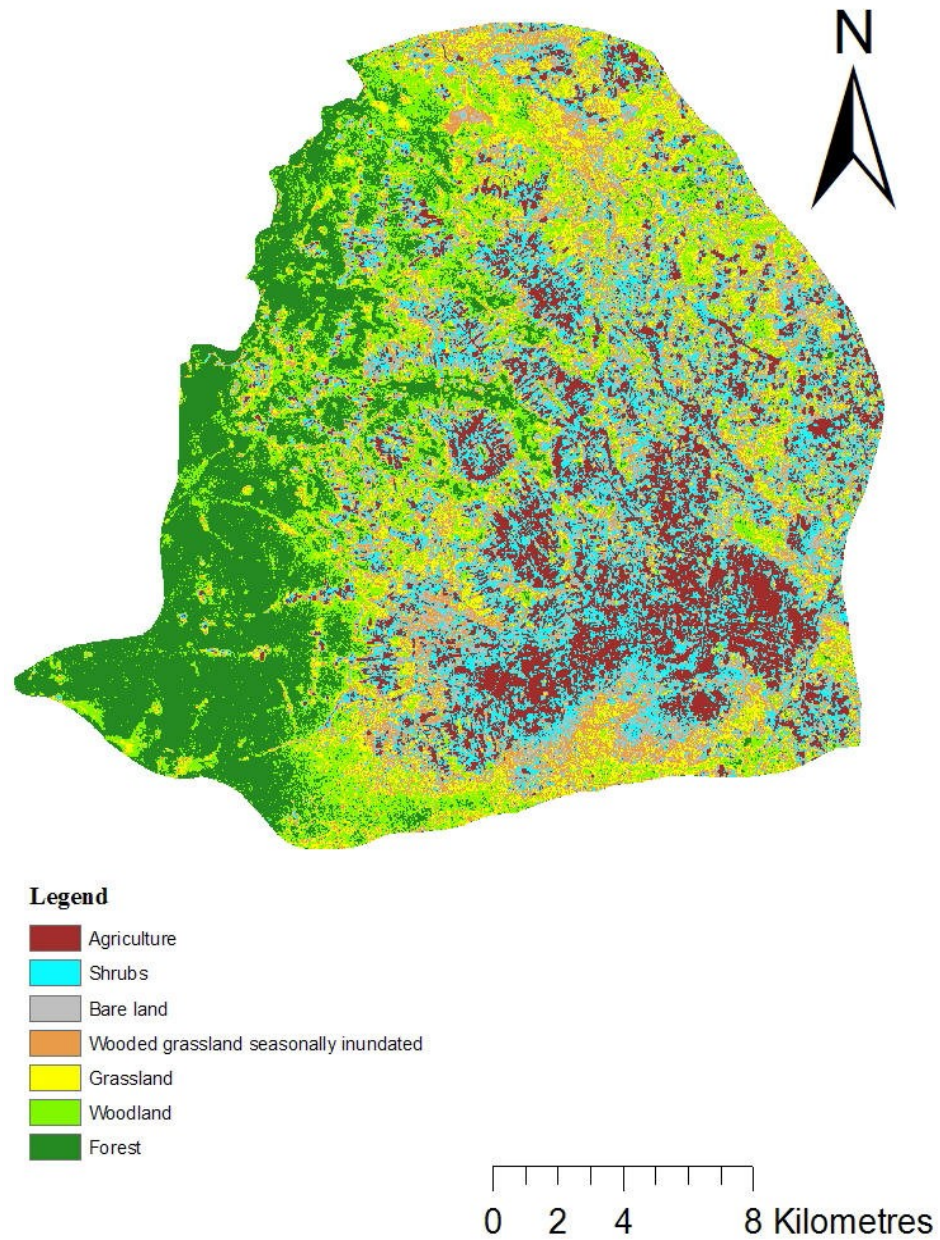 N
Legend
Agriculture
Shrubs
Bare land
Wooded grassland seasonally inundated
Grassland
Woodland
Forest
0 2 4 8 Kilometres